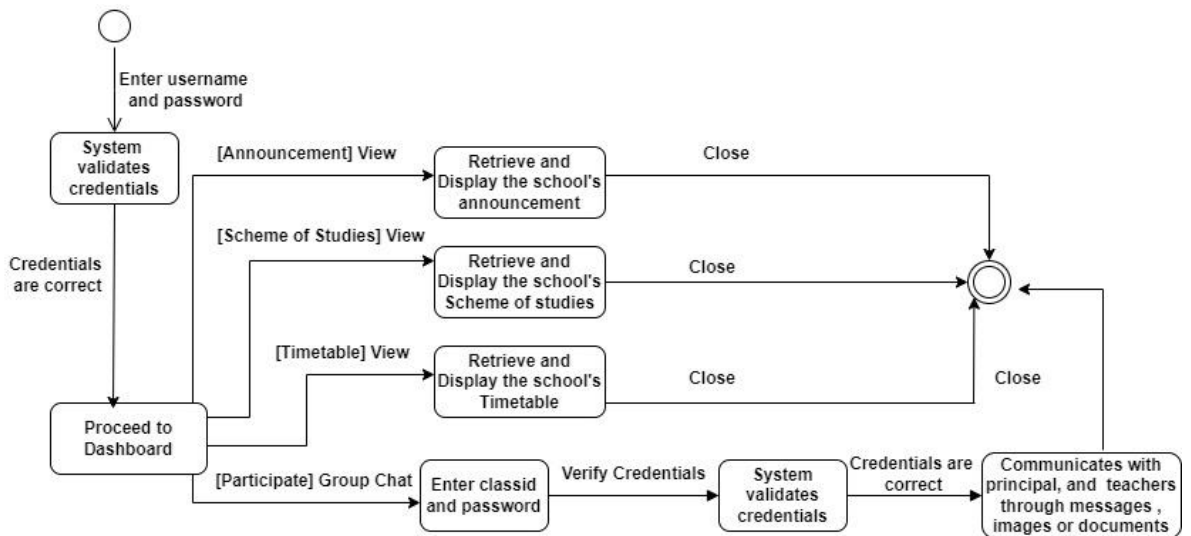 Enter username
and password
System
validates
credentials
Credentials
are correct
Proceed to
Dashboard
[Announcement] View
Retrieve and
Display the school's
announcement
Close
[Scheme of Studies] View
Retrieve and
Display the school's
Scheme of studies
Close
[Timetable] View
Retrieve and
Display the school's
Timetable
Close
Close
[Participate] Group Chat
Enter classid
and password
Verify Credentials
System
validates
credentials
Credentials are
correct
Communicates with
principal, and teachers
through messages ,
images or documents